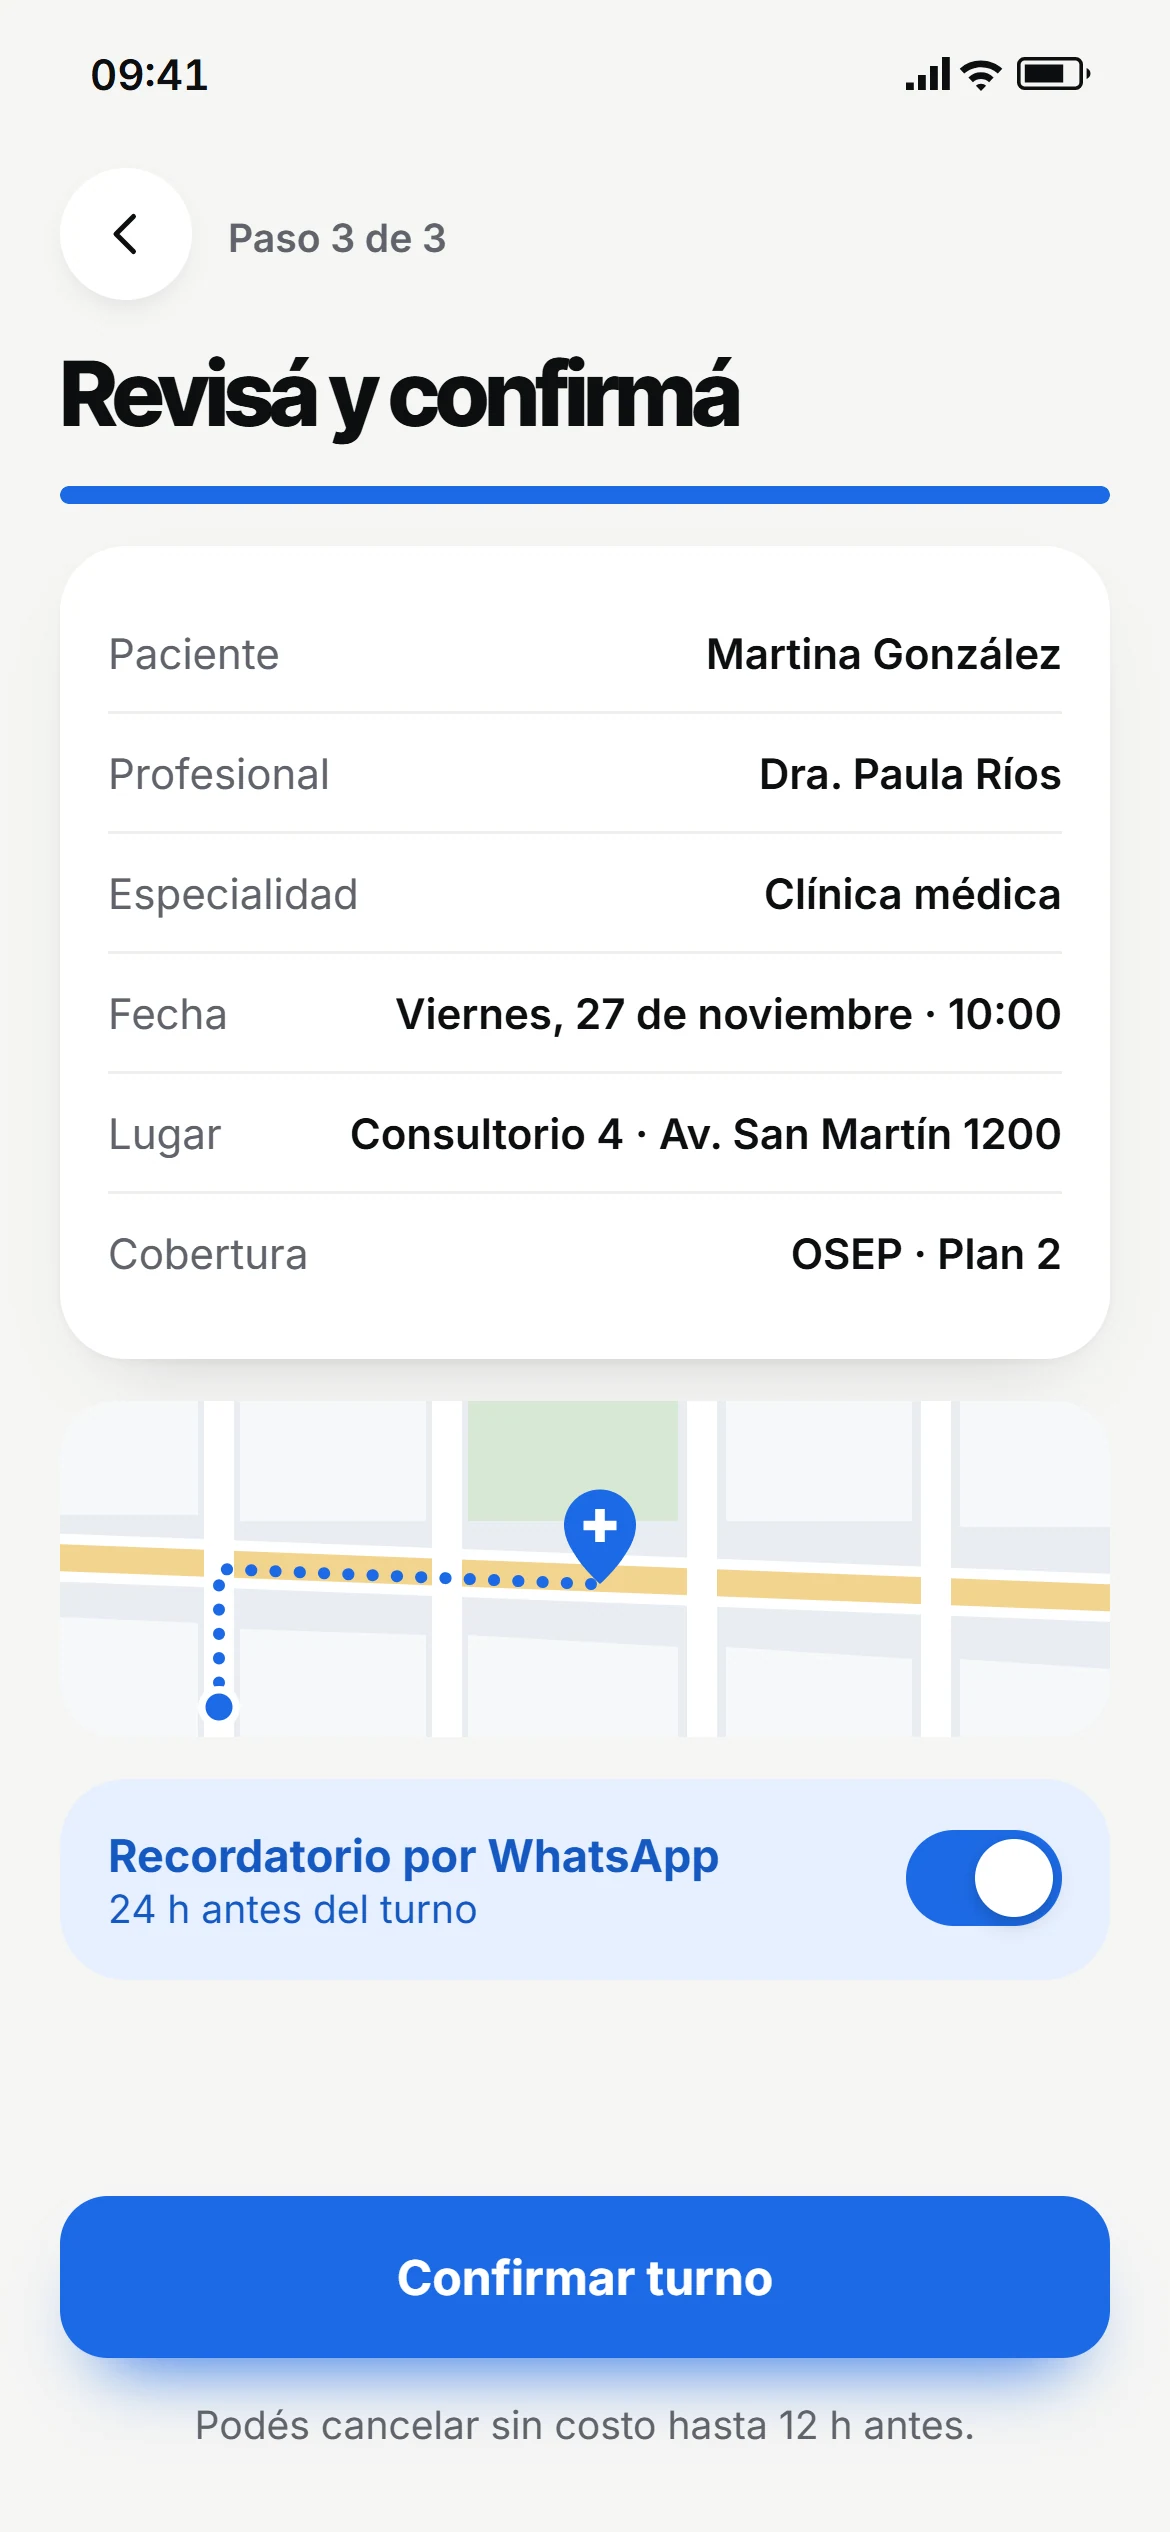 09:41
Paso 3 de 3
Revisá y confirmá
Paciente Martina González
Profesional Dra. Paula Ríos
Especialidad Clínica médica
Fecha Viernes, 27 de noviembre · 10:00
Lugar Consultorio 4 · Av. San Martín 1200
Cobertura OSEP · Plan 2
Recordatorio por WhatsApp
24 h antes del turno
Confirmar turno
Podés cancelar sin costo hasta 12 h antes.